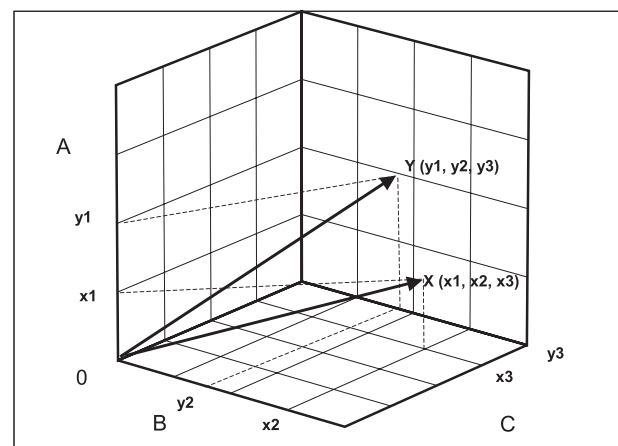 A
Y (y1, y2, y3)
y1
X (x1, x2, x3)
x1
y3
0
x3
y2
B
x2
C